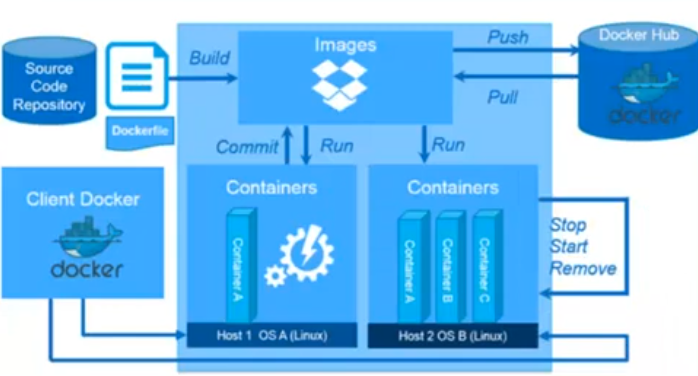 Source
Code
Repository
Dockerfile
Build
Images
Push
Pull
Docker Hub
docker
Commit
Run
Run
Client Docker
docker
Containers
Container A
Host 1 OS A (Linux)
Containers
Container A
Container B
Container C
Host 2 OS B (Linux)
Stop
Start
Remove